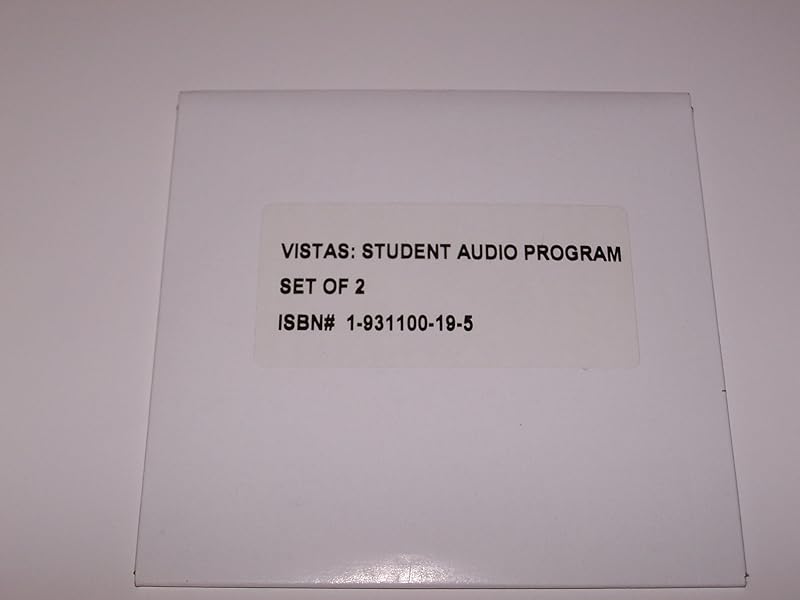 VISTAS: STUDENT AUDIO PROGRAM
SET OF 2
ISBN# 1-931100-19-5